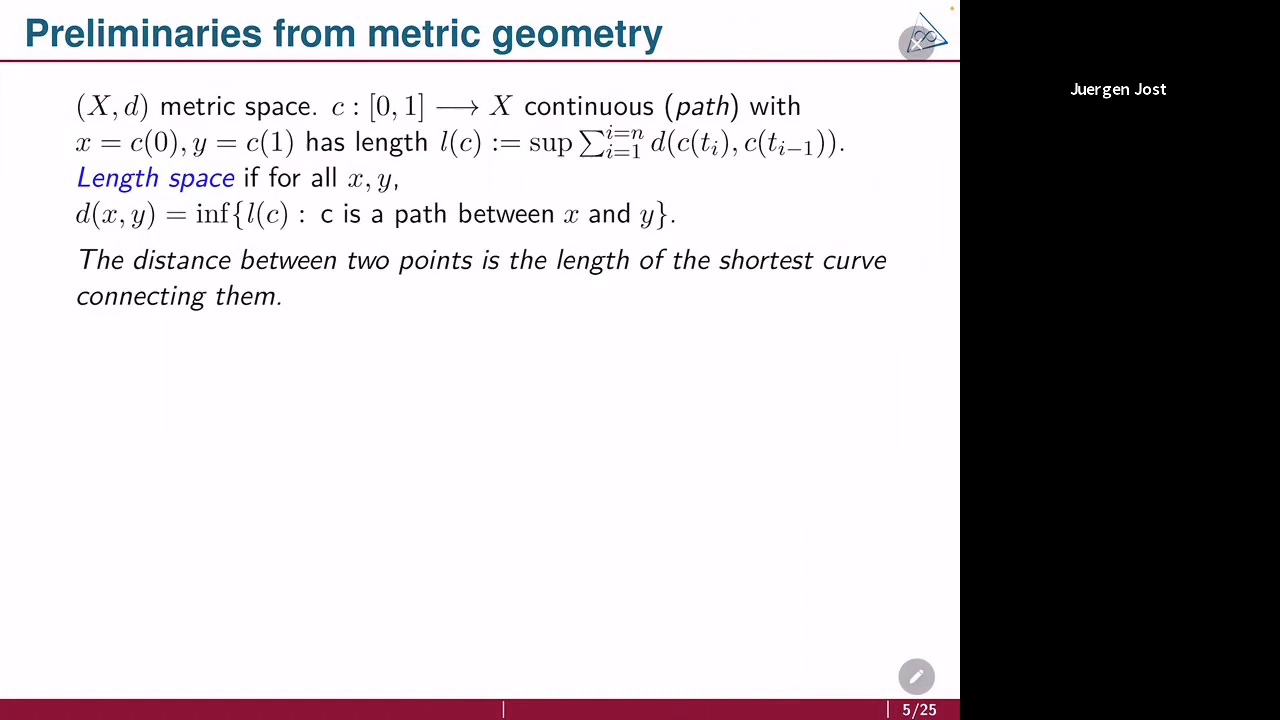 Preliminaries from metric geometry
Juergen Jost
(X, d) metric space. c : [0, 1] ⟶ X continuous (path) with
x = c(0), y = c(1) has length l(c) := sup ∑_{i=1}^{i=n} d(c(t_i), c(t_{i−1})).
Length space if for all x, y,
d(x, y) = inf{l(c) : c is a path between x and y}.
The distance between two points is the length of the shortest curve
connecting them.
5/25